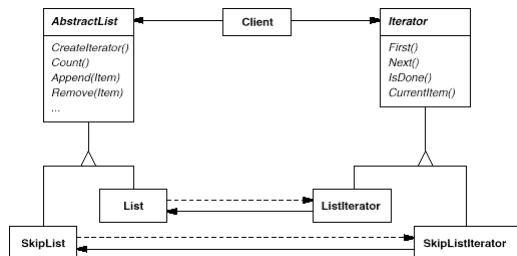 AbstractList
CreateIterator()
Count()
Append(Item)
Remove(Item)
...
Client
Iterator
First()
Next()
IsDone()
CurrentItem()
List
ListIterator
SkipList
SkipListIterator